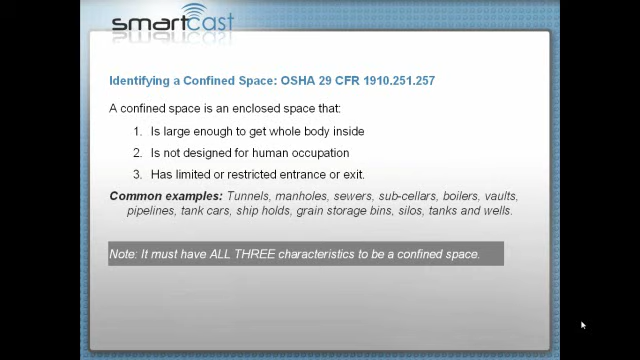 smartcast
Identifying a Confined Space: OSHA 29 CFR 1910.251.257
A confined space is an enclosed space that:
1. Is large enough to get whole body inside
2. Is not designed for human occupation
3. Has limited or restricted entrance or exit.
Common examples: Tunnels, manholes, sewers, sub-cellars, boilers, vaults,
pipelines, tank cars, ship holds, grain storage bins, silos, tanks and wells.
Note: It must have ALL THREE characteristics to be a confined space.